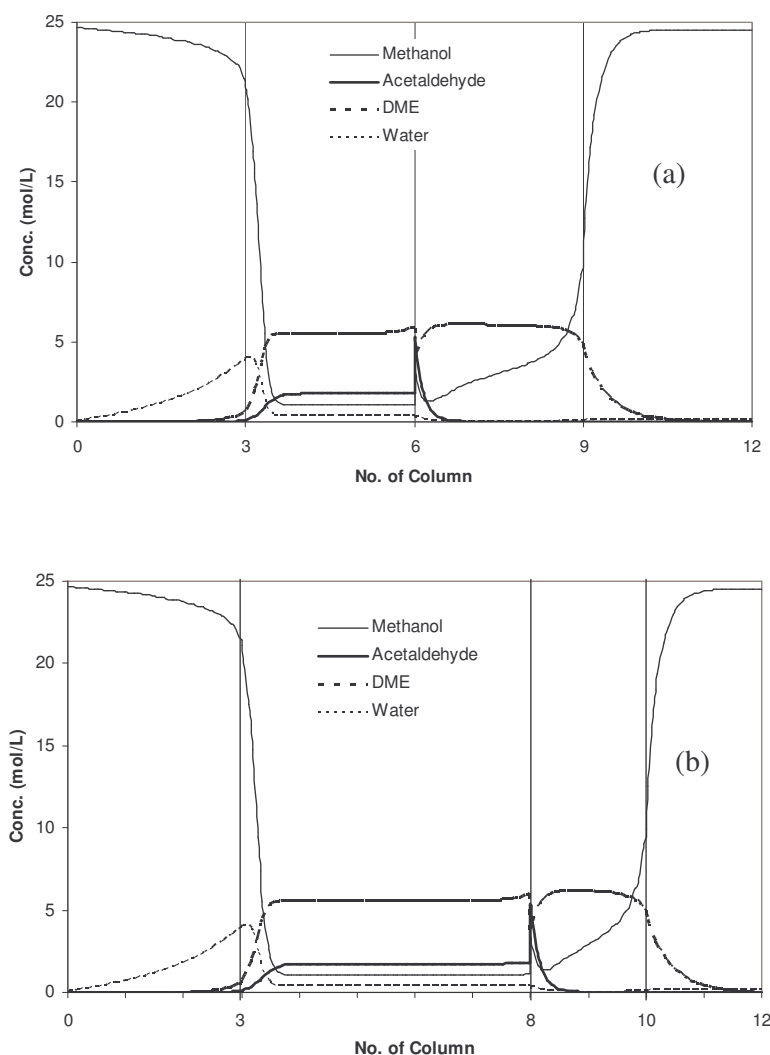 25
20
15
10
5
0
Conc. (mol/L)
Methanol
Acetaldehyde
DME
Water
(a)
0 3 6 9 12
No. of Column
25
20
15
10
5
0
Conc. (mol/L)
Methanol
Acetaldehyde
DME
Water
(b)
0 3 8 10 12
No. of Column